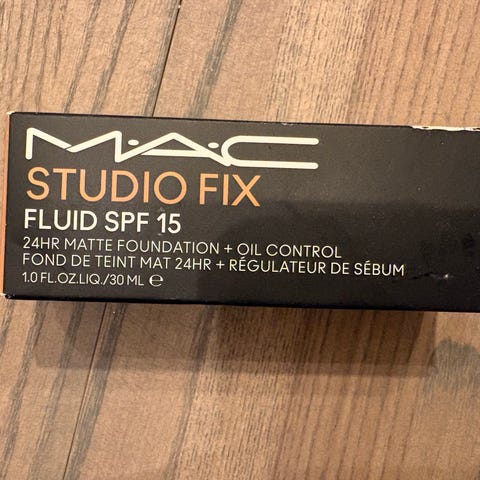 M·A·C
STUDIO FIX
FLUID SPF 15
24HR MATTE FOUNDATION + OIL CONTROL
FOND DE TEINT MAT 24HR + RÉGULATEUR DE SÉBUM
1.0 FL.OZ.LIQ./30 ML ℮